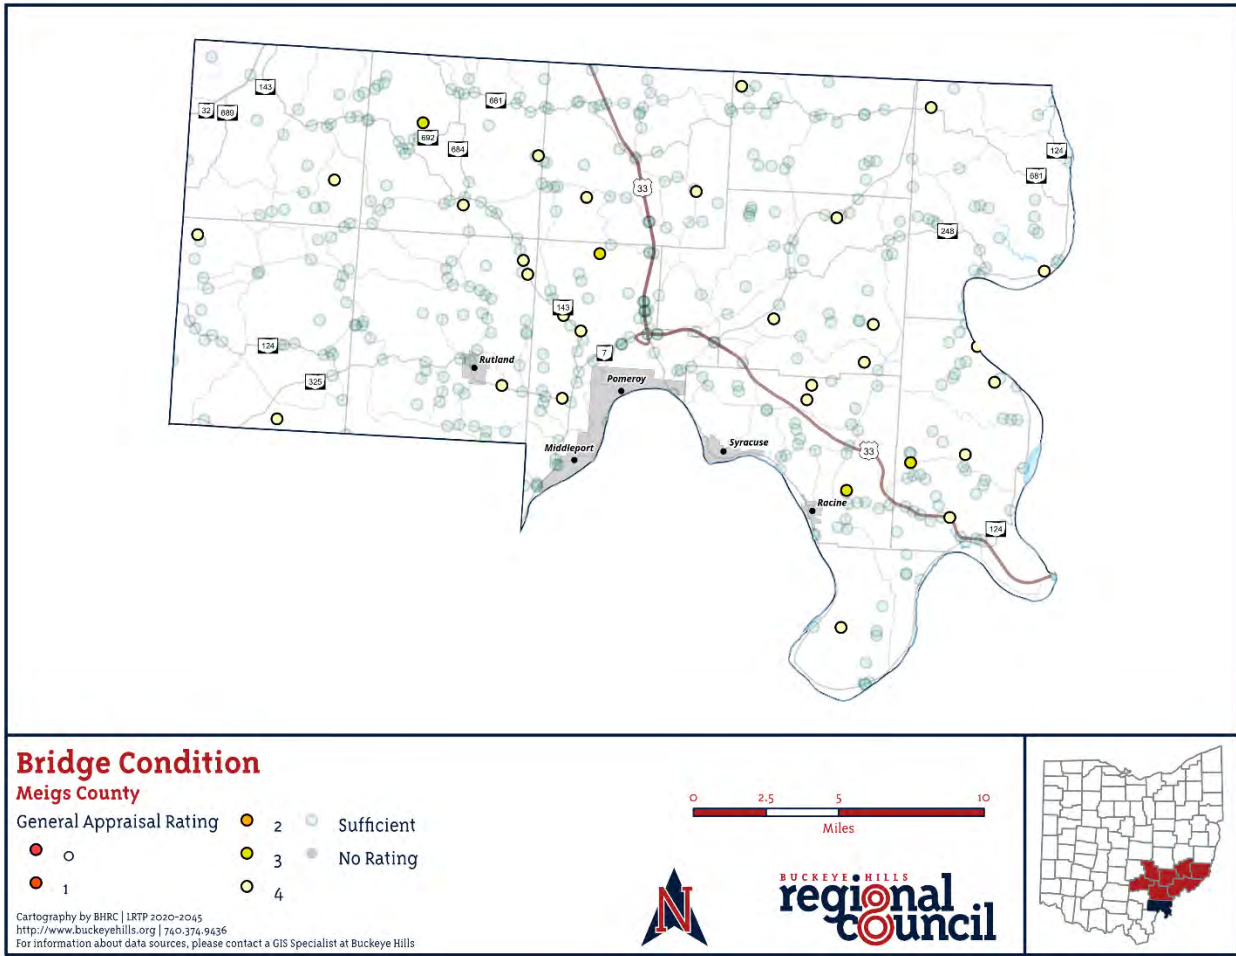 143
32
689
681
692
684
33
124
681
248
143
7
124
325
Rutland
Pomeroy
Middleport
Syracuse
33
Racine
124
Bridge Condition
Meigs County
General Appraisal Rating
0
1
2
3
4
Sufficient
No Rating
Cartography by BHRC | LRTP 2020-2045
http://www.buckeyehills.org | 740.374.9436
For information about data sources, please contact a GIS Specialist at Buckeye Hills
0 2.5 5 10
Miles
N
BUCKEYE HILLS
regional
council